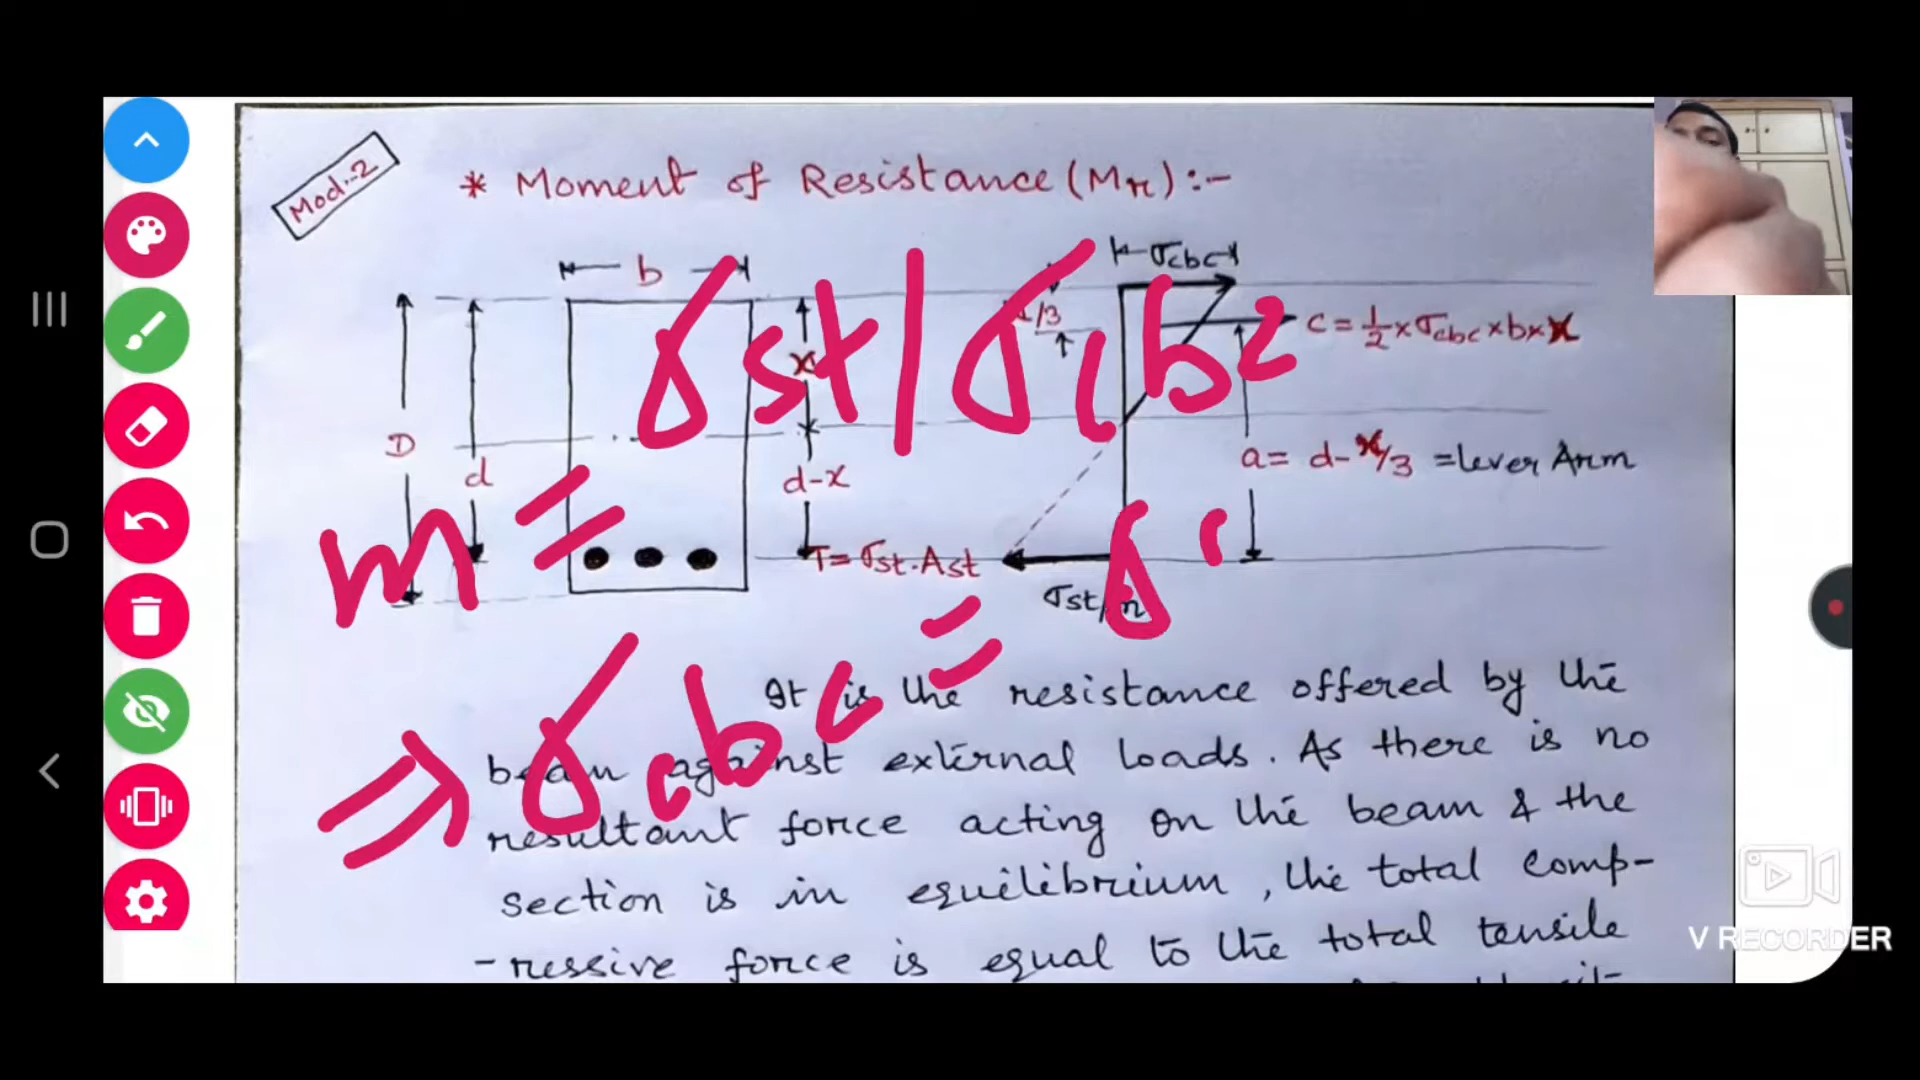 Mod:-2
* Moment of Resistance (Mr) :-
b
σcbc
x/3
C = 1/2 × σcbc × b × x
x
σst / σcbc
D
d
d-x
a = d - x/3 = lever Arm
m =
T = σst. Ast
σst/m
σ
⇒ σcbc =
It is the resistance offered by the
beam against external loads. As there is no
resultant force acting on the beam & the
section is in equilibrium, the total comp-
-ressive force is equal to the total tensile
V RECORDER